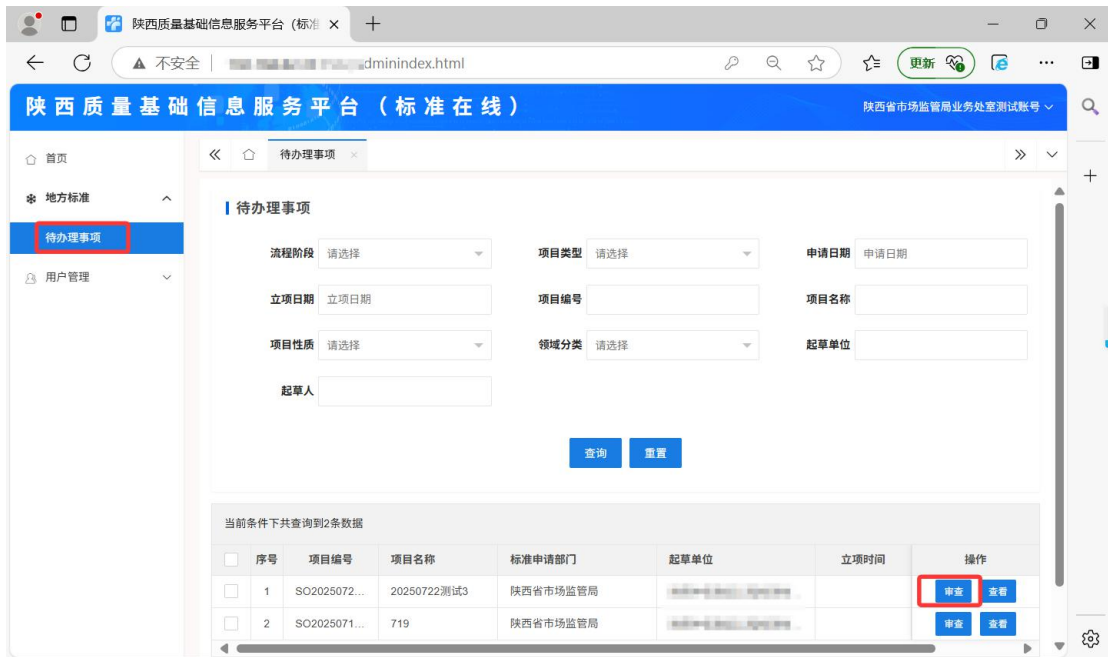 陕西质量基础信息服务平台（标准
不安全
dminindex.html
更新
陕西质量基础信息服务平台（标准在线）
陕西省市场监管局业务处室测试账号
首页
待办理事项
地方标准
待办理事项
用户管理
待办理事项
流程阶段 请选择 项目类型 请选择 申请日期 申请日期
立项日期 立项日期 项目编号 项目名称
项目性质 请选择 领域分类 请选择 起草单位
起草人
查询 重置
当前条件下共查询到2条数据
序号 项目编号 项目名称 标准申请部门 起草单位 立项时间 操作
1 SO2025072... 20250722测试3 陕西省市场监管局 审查 查看
2 SO2025071... 719 陕西省市场监管局 审查 查看